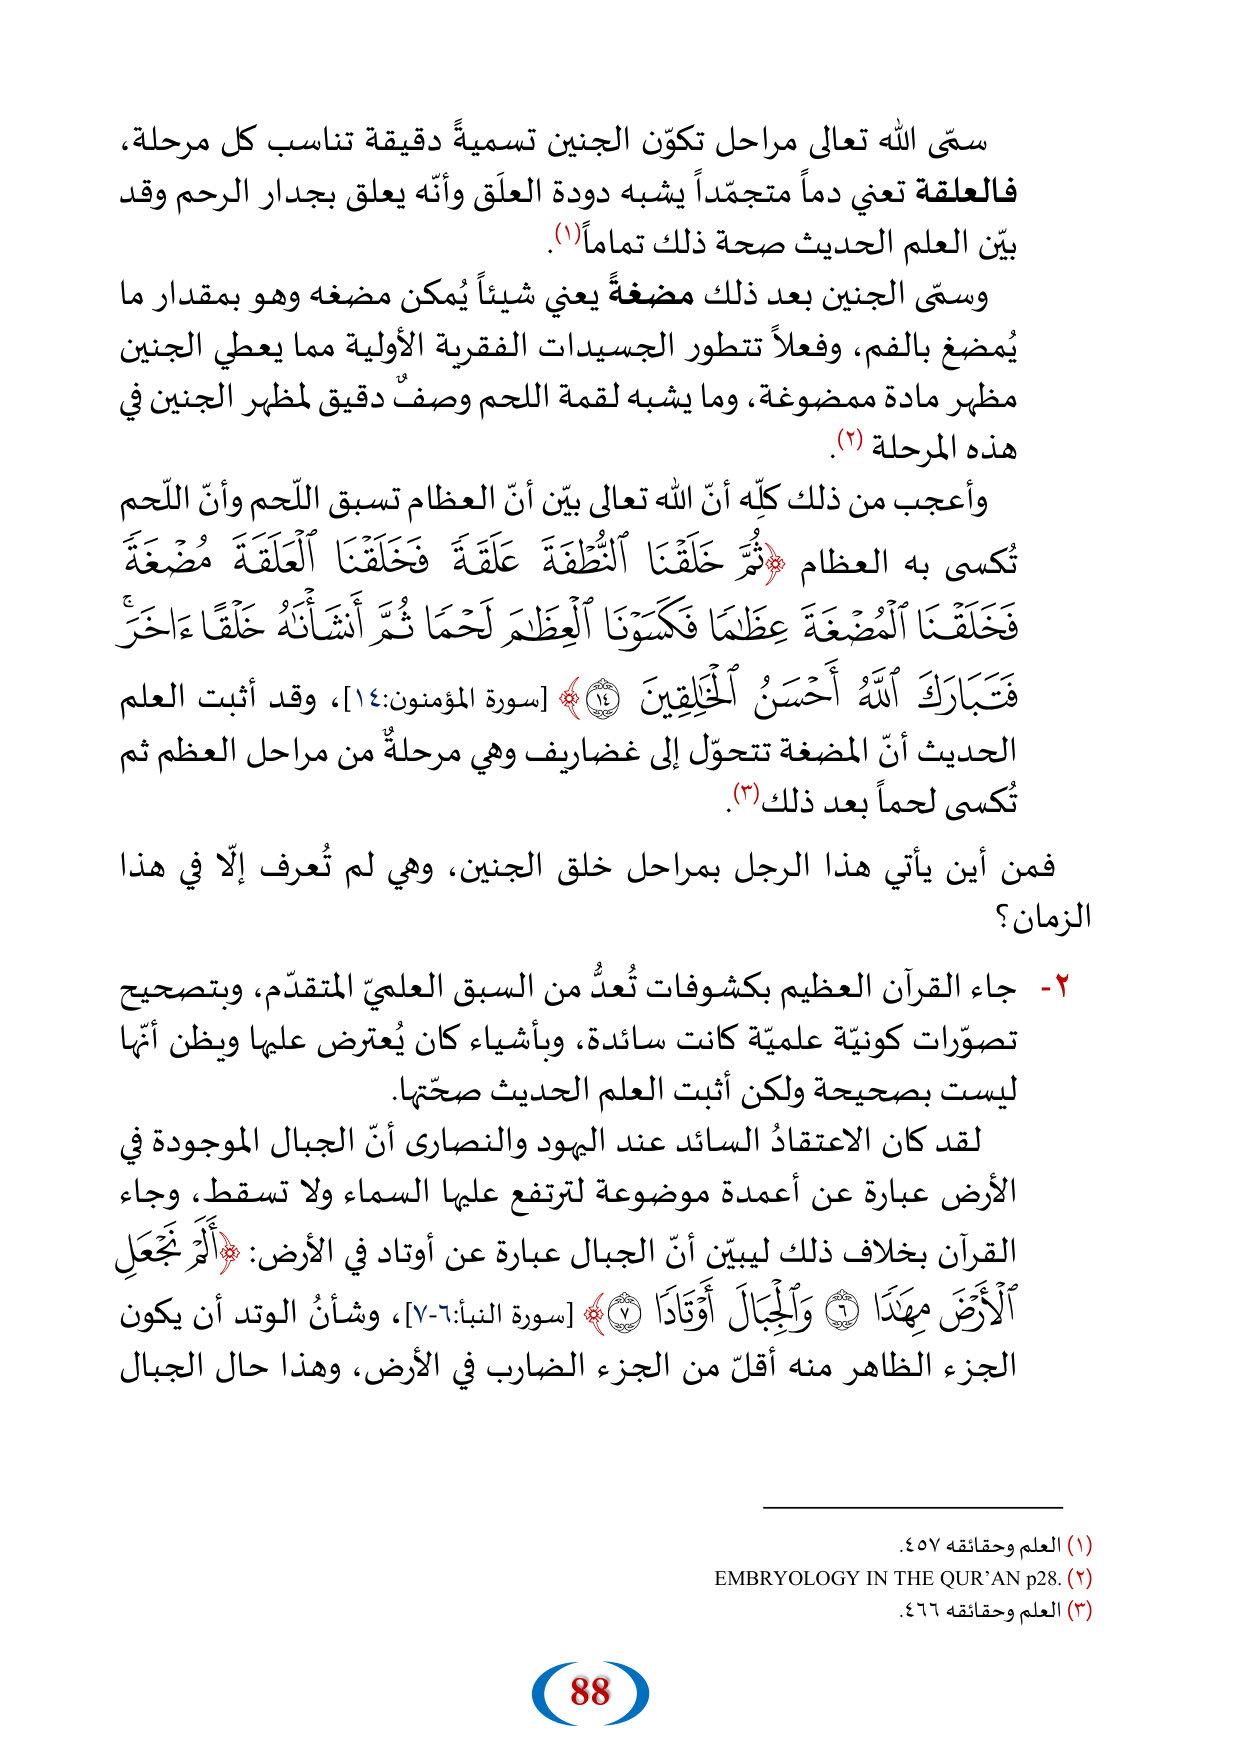 سمّى الله تعالى مراحل تكوّن الجنين تسميةً دقيقة تناسب كل مرحلة،
فالعلقة تعني دماً متجمّداً يشبه دودة العلَق وأنّه يعلق بجدار الرحم وقد
بيّن العلم الحديث صحة ذلك تماماً(١).
وسمّى الجنين بعد ذلك مضغةً يعني شيئاً يُمكن مضغه وهو بمقدار ما
يُمضغ بالفم، وفعلاً تتطور الجسيدات الفقرية الأولية مما يعطي الجنين
مظهر مادة ممضوغة، وما يشبه لقمة اللحم وصفٌ دقيق لمظهر الجنين في
هذه المرحلة (٢).
وأعجب من ذلك كلِّه أنّ الله تعالى بيّن أنّ العظام تسبق اللّحم وأنّ اللّحم
تُكسى به العظام ﴿ثُمَّ خَلَقۡنَا ٱلنُّطۡفَةَ عَلَقَةٗ فَخَلَقۡنَا ٱلۡعَلَقَةَ مُضۡغَةٗ
فَخَلَقۡنَا ٱلۡمُضۡغَةَ عِظَٰمٗا فَكَسَوۡنَا ٱلۡعِظَٰمَ لَحۡمٗا ثُمَّ أَنشَأۡنَٰهُ خَلۡقًا ءَاخَرَۚ
فَتَبَارَكَ ٱللَّهُ أَحۡسَنُ ٱلۡخَٰلِقِينَ ١٤﴾ [سورة المؤمنون:١٤]، وقد أثبت العلم
الحديث أنّ المضغة تتحوّل إلى غضاريف وهي مرحلةٌ من مراحل العظم ثم
تُكسى لحماً بعد ذلك(٣).
فمن أين يأتي هذا الرجل بمراحل خلق الجنين، وهي لم تُعرف إلّا في هذا
الزمان؟
٢- جاء القرآن العظيم بكشوفات تُعدُّ من السبق العلميّ المتقدّم، وبتصحيح
تصوّرات كونيّة علميّة كانت سائدة، وبأشياء كان يُعترض عليها ويظن أنّها
ليست بصحيحة ولكن أثبت العلم الحديث صحّتها.
لقد كان الاعتقادُ السائد عند اليهود والنصارى أنّ الجبال الموجودة في
الأرض عبارة عن أعمدة موضوعة لترتفع عليها السماء ولا تسقط، وجاء
القرآن بخلاف ذلك ليبيّن أنّ الجبال عبارة عن أوتاد في الأرض: ﴿أَلَمۡ نَجۡعَلِ
ٱلۡأَرۡضَ مِهَٰدٗا ٦ وَٱلۡجِبَالَ أَوۡتَادٗا ٧﴾ [سورة النبأ:٦-٧]، وشأنُ الوتد أن يكون
الجزء الظاهر منه أقلّ من الجزء الضارب في الأرض، وهذا حال الجبال
(١) العلم وحقائقه ٤٥٧.
(٢) EMBRYOLOGY IN THE QUR’AN p28.
(٣) العلم وحقائقه ٤٦٦.
88